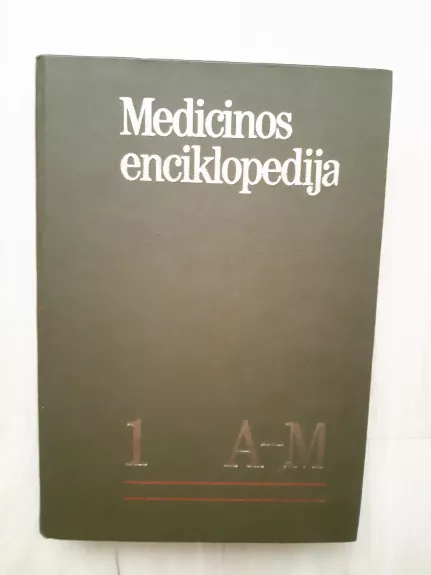 Medicinos
enciklopedija
1 A-M